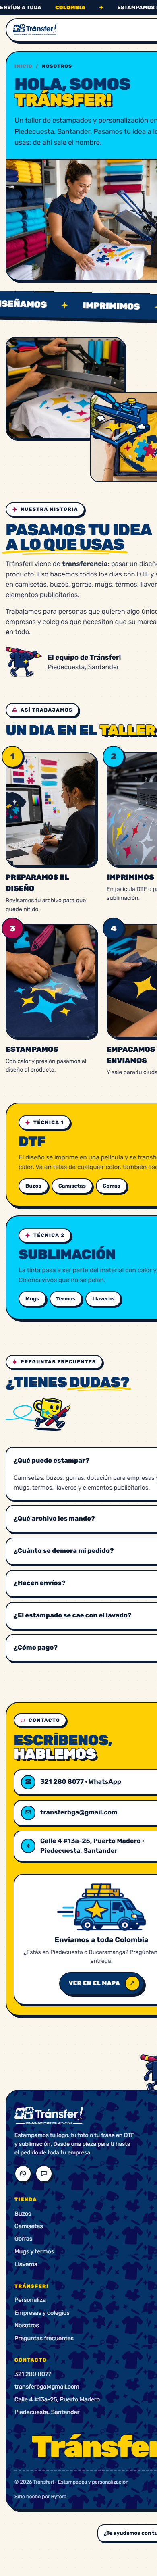 ENVÍOS A TODA COLOMBIA ESTAMPAMOS
Tránsfer!
INICIO / NOSOTROS
HOLA, SOMOS
TRÁNSFER!
Un taller de estampados y personalización en
Piedecuesta, Santander. Pasamos tu idea a lo
usas: de ahí sale el nombre.
SEÑAMOS IMPRIMIMOS
NUESTRA HISTORIA
PASAMOS TU IDEA
A LO QUE USAS
Tránsfer! viene de transferencia: pasar un diseño
producto. Eso hacemos todos los días con DTF y s
en camisetas, buzos, gorras, mugs, termos, llaver
elementos publicitarios.
Trabajamos para personas que quieren algo únic
empresas y colegios que necesitan que su marca
en todo.
El equipo de Tránsfer!
Piedecuesta, Santander
ASÍ TRABAJAMOS
UN DÍA EN EL TALLER
1
2
PREPARAMOS EL
DISEÑO
Revisamos tu archivo para que
quede nítido.
IMPRIMIMOS
En película DTF o pa
sublimación.
3
4
ESTAMPAMOS
Con calor y presión pasamos el
diseño al producto.
EMPACAMOS Y
ENVIAMOS
Y sale para tu ciuda
TÉCNICA 1
DTF
El diseño se imprime en una película y se transfie
calor. Va en telas de cualquier color, también osc
Buzos Camisetas Gorras
TÉCNICA 2
SUBLIMACIÓN
La tinta pasa a ser parte del material con calor y
Colores vivos que no se pelan.
Mugs Termos Llaveros
PREGUNTAS FRECUENTES
¿TIENES DUDAS?
¿Qué puedo estampar?
Camisetas, buzos, gorras, dotación para empresas y
mugs, termos, llaveros y elementos publicitarios.
¿Qué archivo les mando?
¿Cuánto se demora mi pedido?
¿Hacen envíos?
¿El estampado se cae con el lavado?
¿Cómo pago?
CONTACTO
ESCRÍBENOS,
HABLEMOS
321 280 8077 · WhatsApp
transferbga@gmail.com
Calle 4 #13a-25, Puerto Madero ·
Piedecuesta, Santander
Enviamos a toda Colombia
¿Estás en Piedecuesta o Bucaramanga? Pregúntan
entrega.
VER EN EL MAPA
Tránsfer!
Estampamos tu logo, tu foto o tu frase en DTF
y sublimación. Desde una pieza para ti hasta
el pedido de toda tu empresa.
TIENDA
Buzos
Camisetas
Gorras
Mugs y termos
Llaveros
TRÁNSFER!
Personaliza
Empresas y colegios
Nosotros
Preguntas frecuentes
CONTACTO
321 280 8077
transferbga@gmail.com
Calle 4 #13a-25, Puerto Madero
Piedecuesta, Santander
Tránsfer
© 2026 Tránsfer! · Estampados y personalización
Sitio hecho por Bytera
¿Te ayudamos con tu